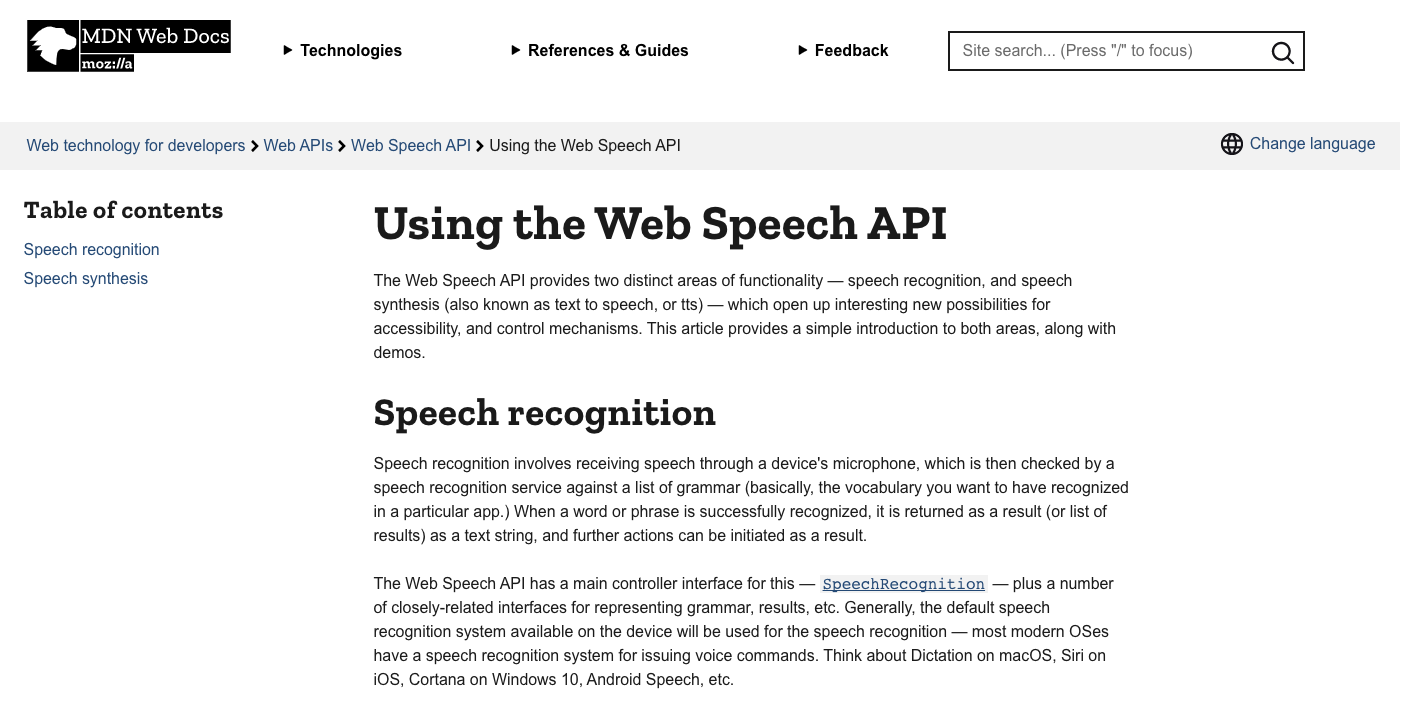 MDN Web Docs
moz://a
Technologies
References & Guides
Feedback
Site search... (Press "/" to focus)
Web technology for developers
Web APIs
Web Speech API
Using the Web Speech API
Change language
Table of contents
Speech recognition
Speech synthesis
Using the Web Speech API
The Web Speech API provides two distinct areas of functionality — speech recognition, and speech
synthesis (also known as text to speech, or tts) — which open up interesting new possibilities for
accessibility, and control mechanisms. This article provides a simple introduction to both areas, along with
demos.
Speech recognition
Speech recognition involves receiving speech through a device's microphone, which is then checked by a
speech recognition service against a list of grammar (basically, the vocabulary you want to have recognized
in a particular app.) When a word or phrase is successfully recognized, it is returned as a result (or list of
results) as a text string, and further actions can be initiated as a result.
The Web Speech API has a main controller interface for this — SpeechRecognition — plus a number
of closely-related interfaces for representing grammar, results, etc. Generally, the default speech
recognition system available on the device will be used for the speech recognition — most modern OSes
have a speech recognition system for issuing voice commands. Think about Dictation on macOS, Siri on
iOS, Cortana on Windows 10, Android Speech, etc.